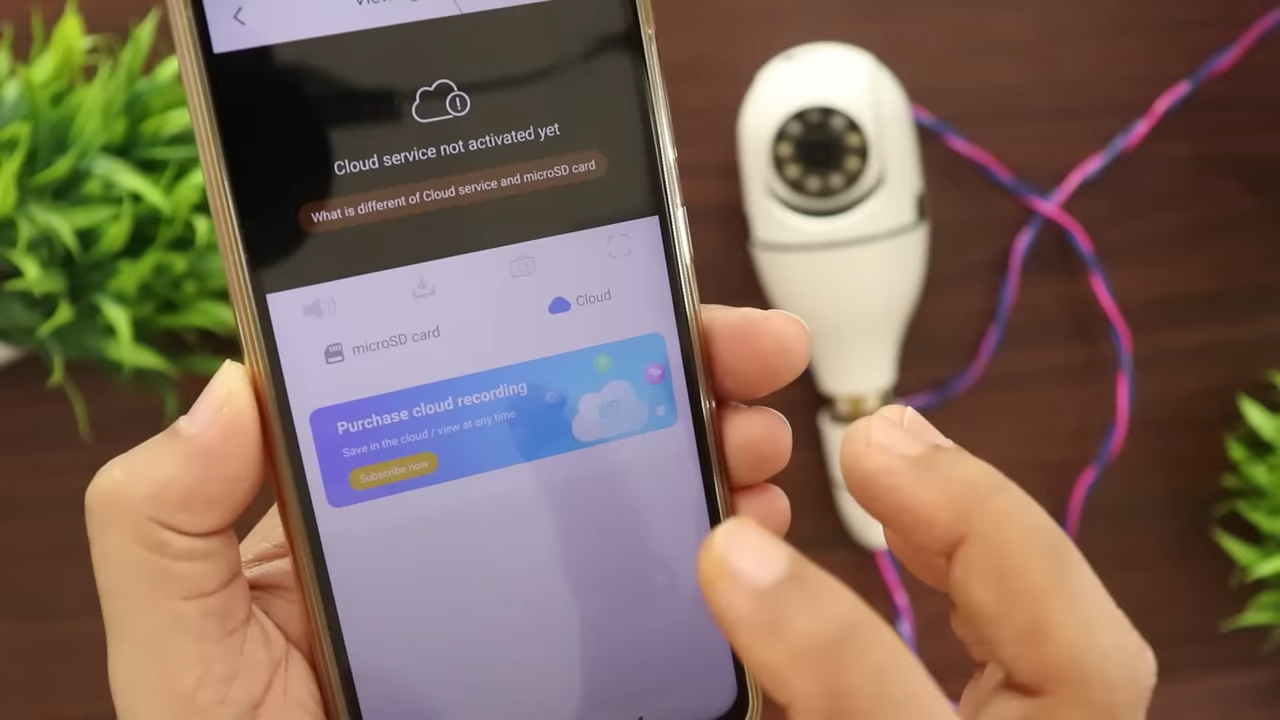 Cloud service not activated yet
What is different of Cloud service and microSD card
microSD card
Cloud
Purchase cloud recording
Save in the cloud / view at any time
Subscribe now